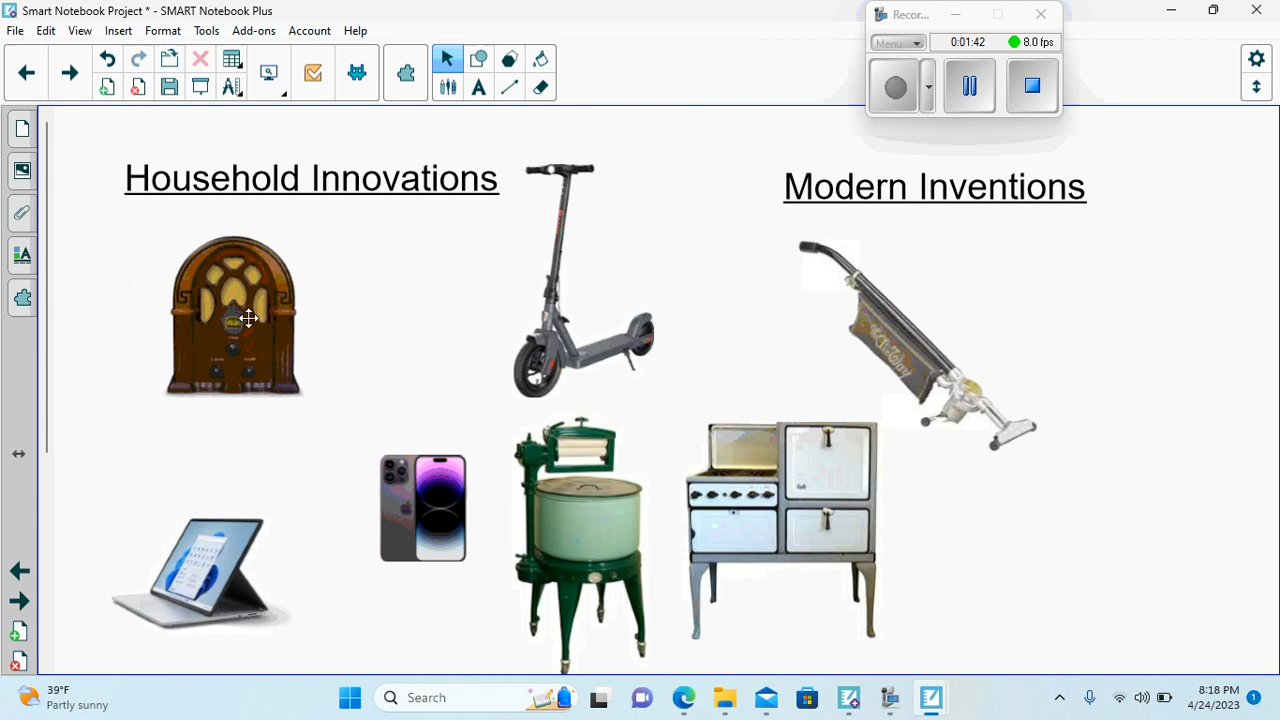 Smart Notebook Project * - SMART Notebook Plus
Recor...
File Edit View Insert Format Tools Add-ons Account Help
Menu
0:01:42
8.0 fps
Household Innovations
Modern Inventions
39°F
Partly sunny
Search
8:18 PM
4/24/2023
1